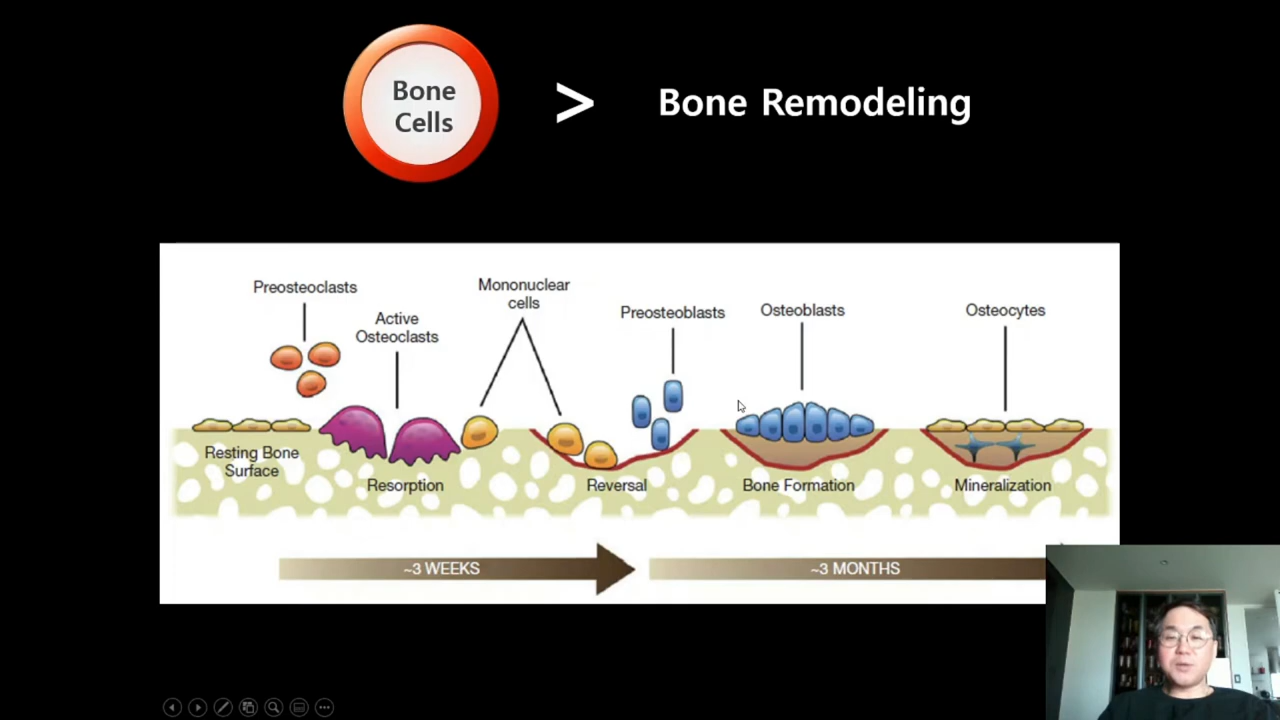 Bone
Cells
>
Bone Remodeling
Preosteoclasts
Active
Osteoclasts
Mononuclear
cells
Preosteoblasts
Osteoblasts
Osteocytes
Resting Bone
Surface
Resorption
Reversal
Bone Formation
Mineralization
~3 WEEKS
~3 MONTHS